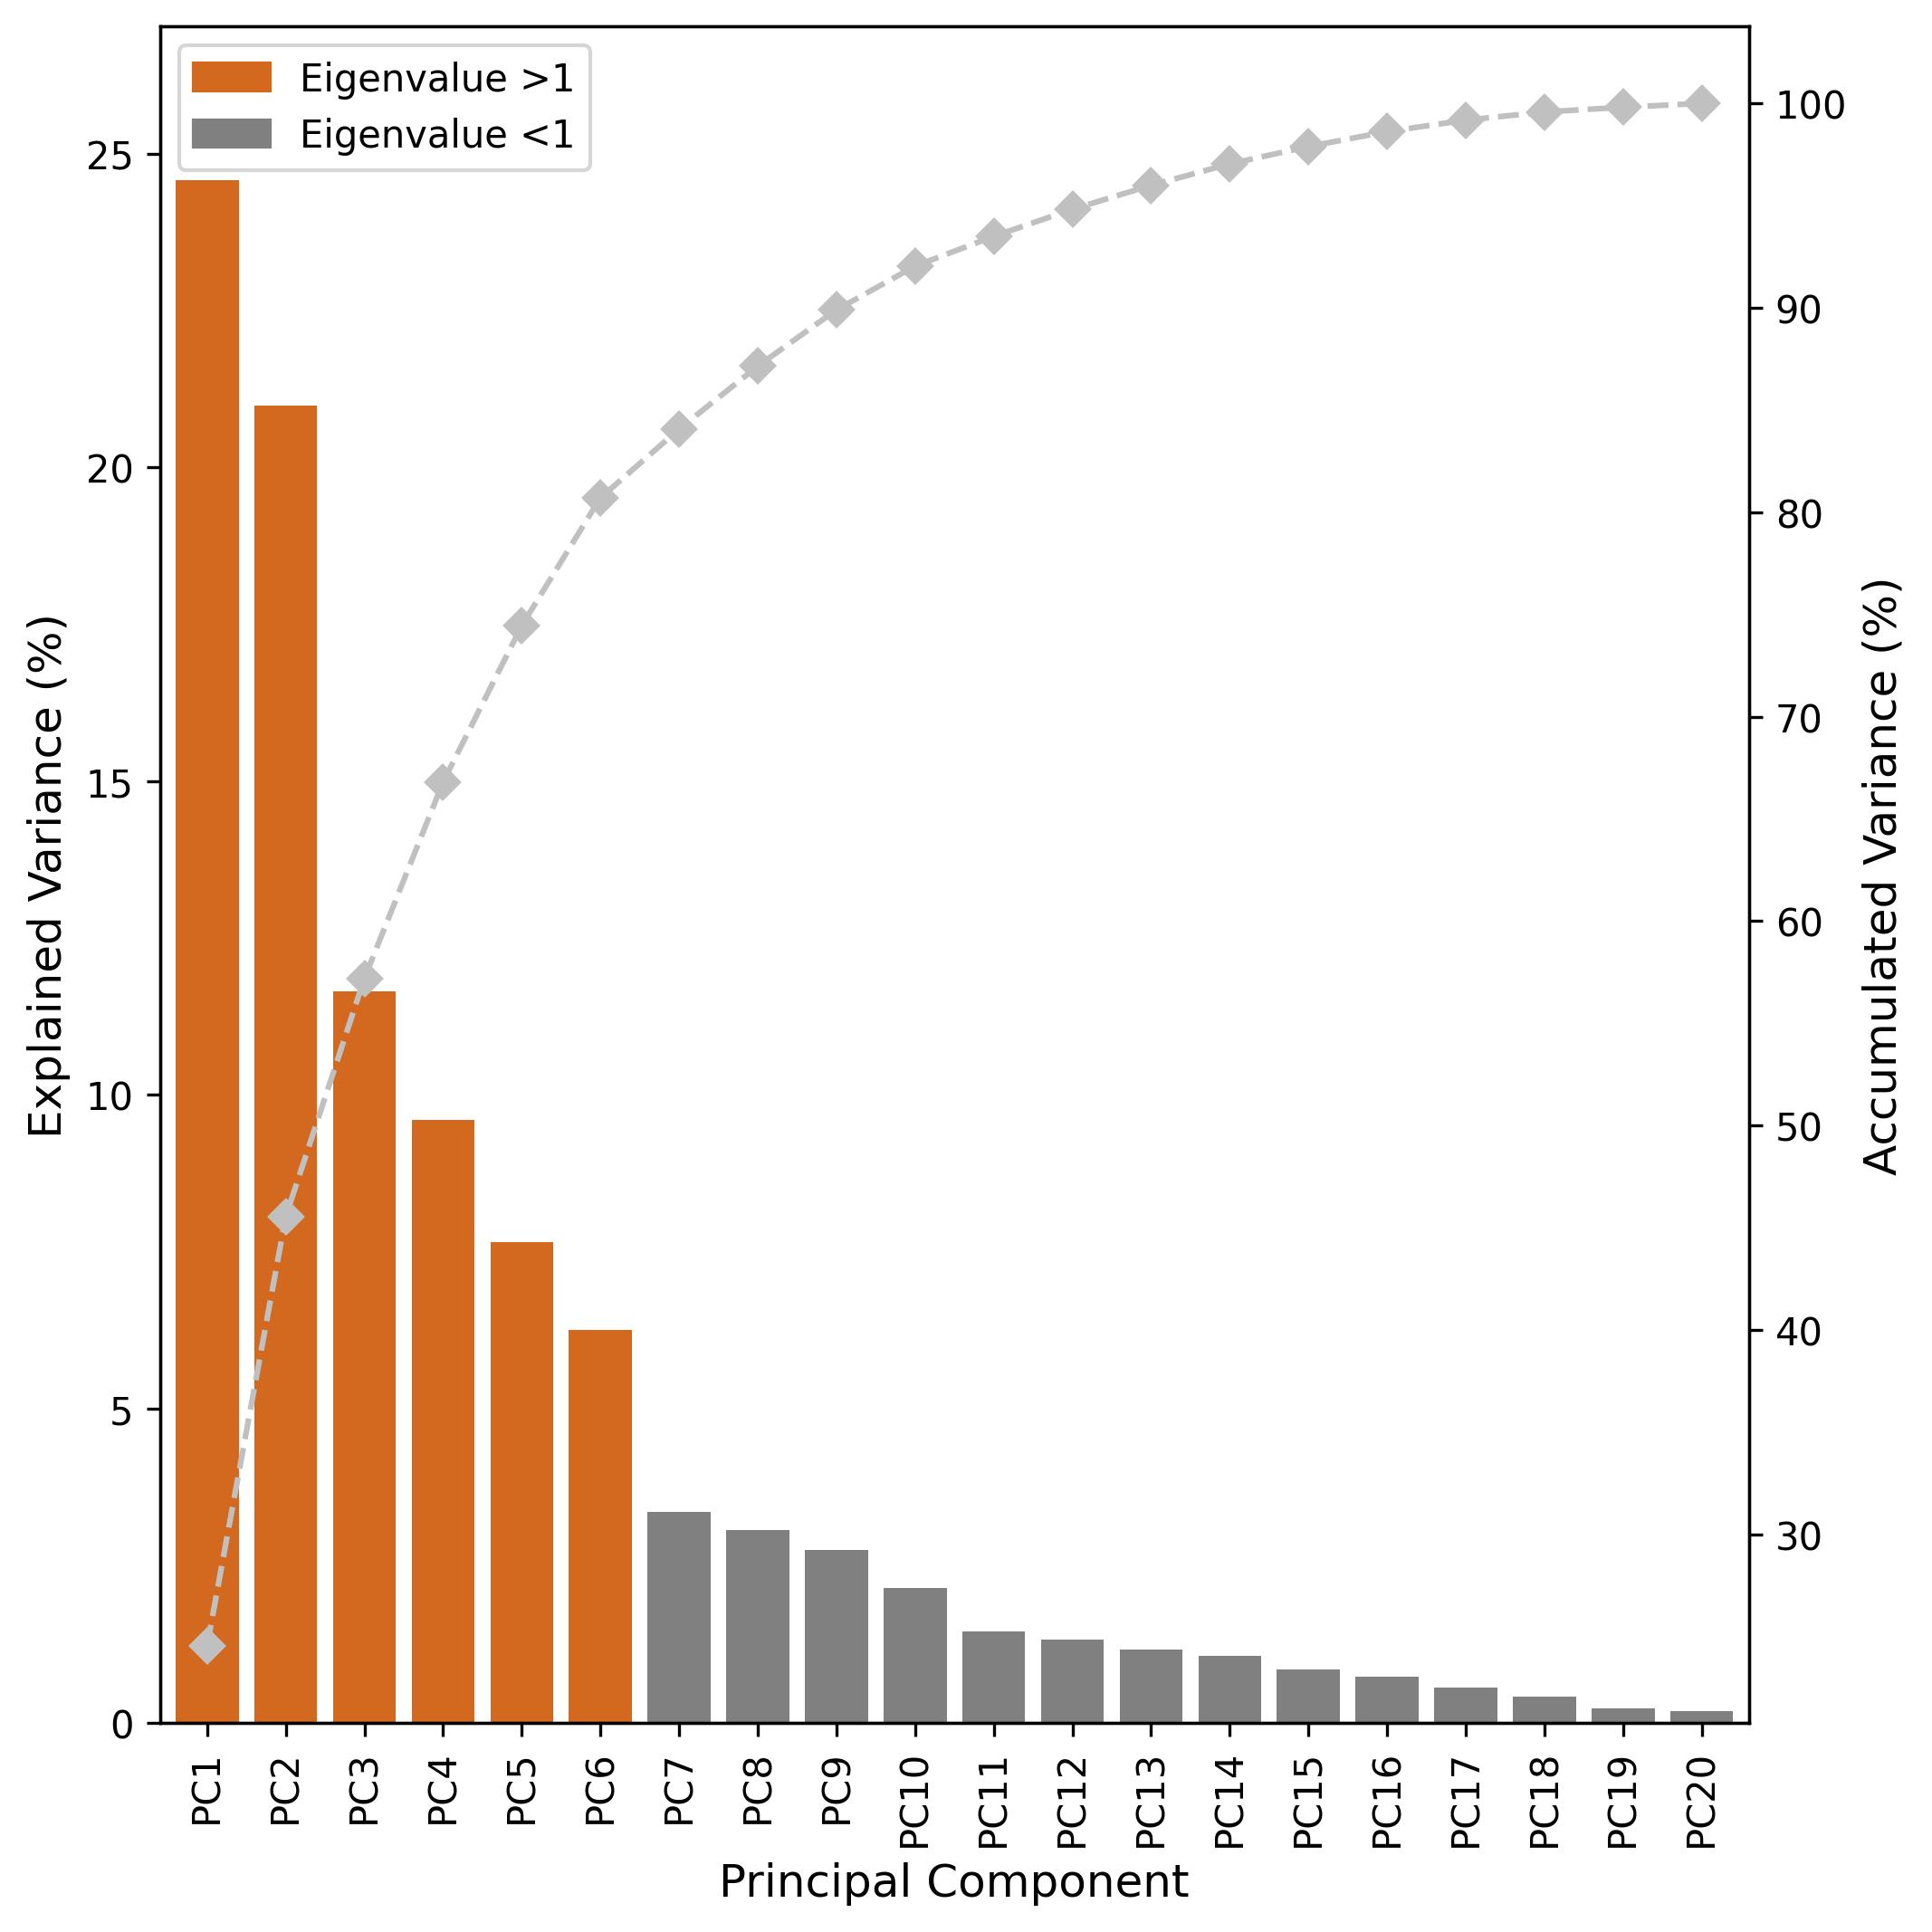 Eigenvalue >1
Eigenvalue <1
Explained Variance (%)
25
20
15
10
5
0
100
90
80
70
60
50
40
30
Accumulated Variance (%)
PC1
PC2
PC3
PC4
PC5
PC6
PC7
PC8
PC9
PC10
PC11
PC12
PC13
PC14
PC15
PC16
PC17
PC18
PC19
PC20
Principal Component